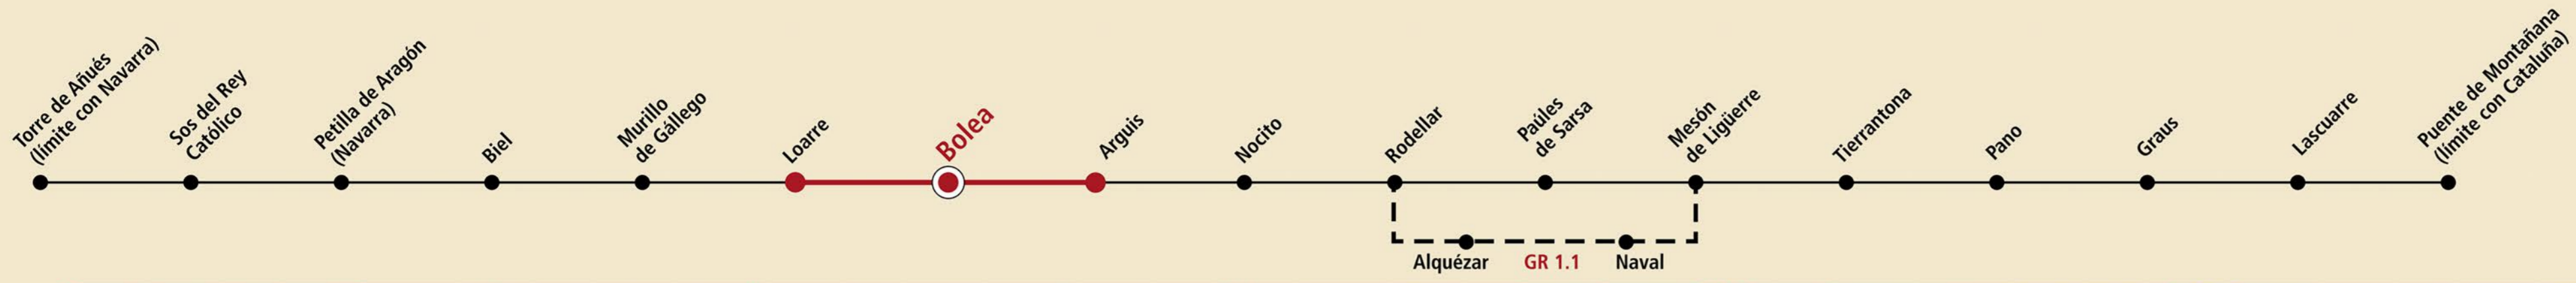 Torre de Añués
(límite con Navarra)
Sos del Rey
Católico
Petilla de Aragón
(Navarra)
Biel
Murillo
de Gállego
Loarre
Bolea
Arguis
Nocito
Rodellar
Paúles
de Sarsa
Mesón
de Ligüerre
Tierrantona
Pano
Graus
Lascuarre
Puente de Montañana
(límite con Cataluña)
Alquézar
GR 1.1
Naval